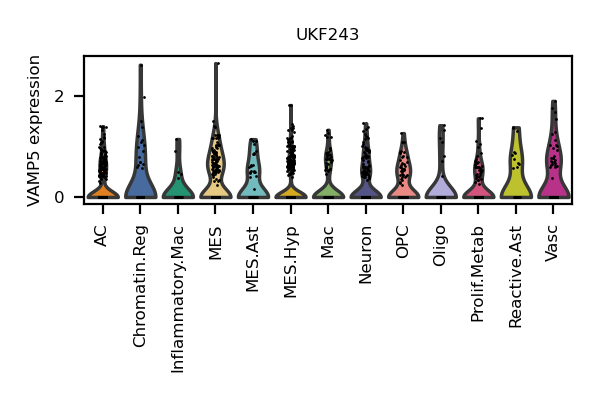 UKF243
VAMP5 expression
2
0
AC
Chromatin.Reg
Inflammatory.Mac
MES
MES.Ast
MES.Hyp
Mac
Neuron
OPC
Oligo
Prolif.Metab
Reactive.Ast
Vasc